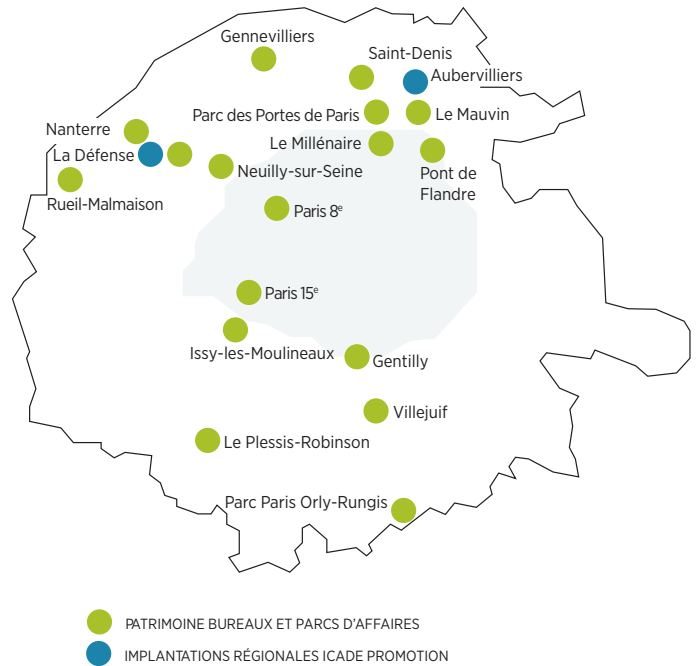 Gennevilliers
Saint-Denis
Aubervilliers
Parc des Portes de Paris
Le Mauvin
Nanterre
Le Millénaire
La Défense
Neuilly-sur-Seine
Pont de
Flandre
Rueil-Malmaison
Paris 8e
Paris 15e
Issy-les-Moulineaux
Gentilly
Villejuif
Le Plessis-Robinson
Parc Paris Orly-Rungis
PATRIMOINE BUREAUX ET PARCS D'AFFAIRES
IMPLANTATIONS RÉGIONALES ICADE PROMOTION